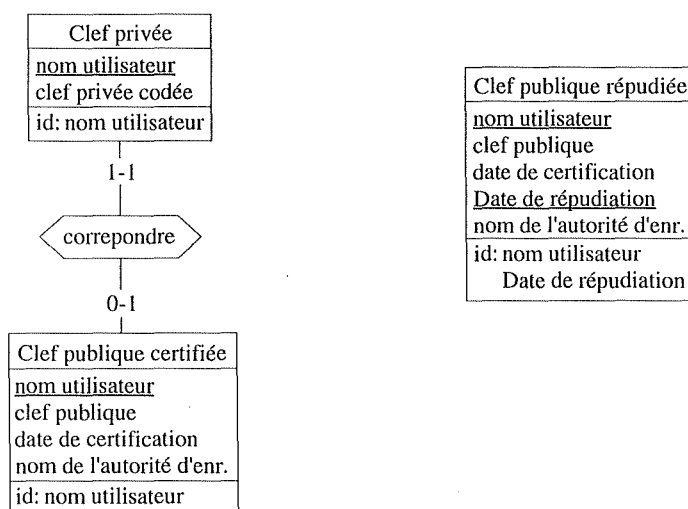 Clef privée
nom utilisateur
clef privée codée
id: nom utilisateur
1-1
correpondre
0-1
Clef publique certifiée
nom utilisateur
clef publique
date de certification
nom de l'autorité d'enr.
id: nom utilisateur
Clef publique répudiée
nom utilisateur
clef publique
date de certification
Date de répudiation
nom de l'autorité d'enr.
id: nom utilisateur
Date de répudiation